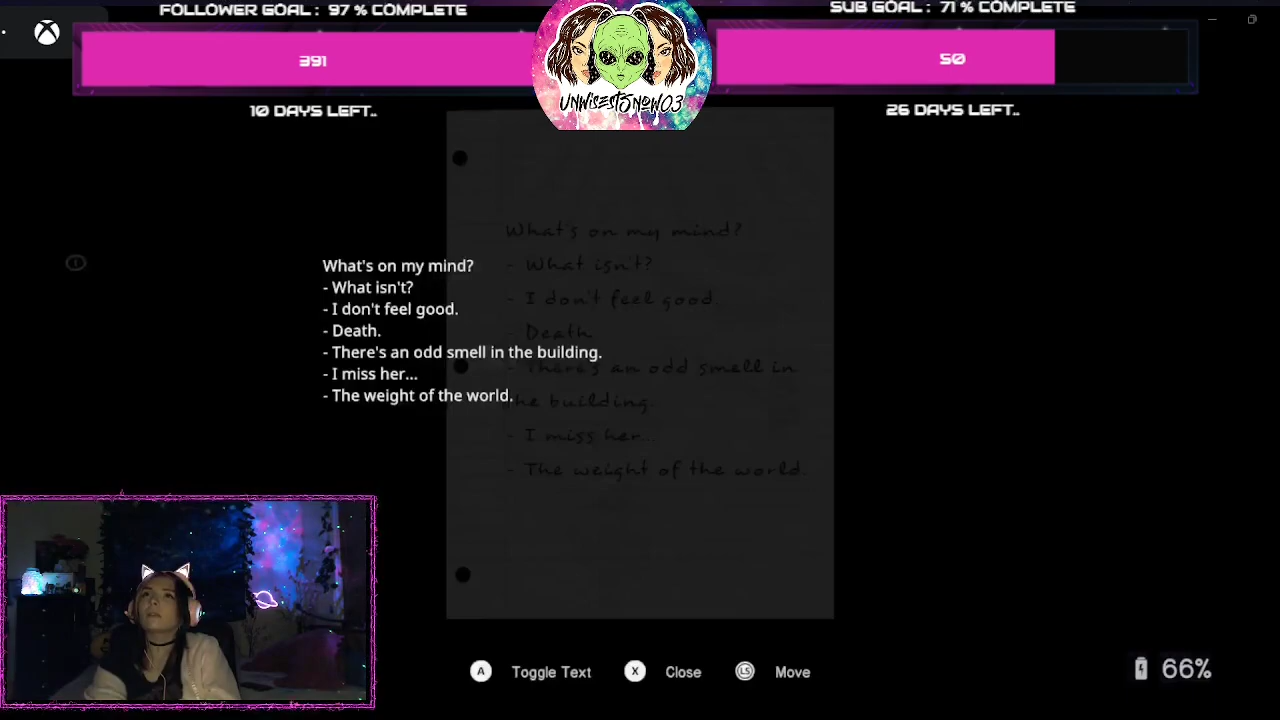 FOLLOWER GOAL : 97 % COMPLETE
SUB GOAL : 71 % COMPLETE
391
50
UNWISESTSNOW03
10 DAYS LEFT..
26 DAYS LEFT..
What's on my mind?
- What isn't?
- I don't feel good.
- Death.
- There's an odd smell in the building.
- I miss her...
- The weight of the world.
What's on my mind?
- What isn't?
- I don't feel good.
- Death
- There's an odd smell in
the building.
- I miss her...
- The weight of the world.
A Toggle Text X Close LS Move
66%